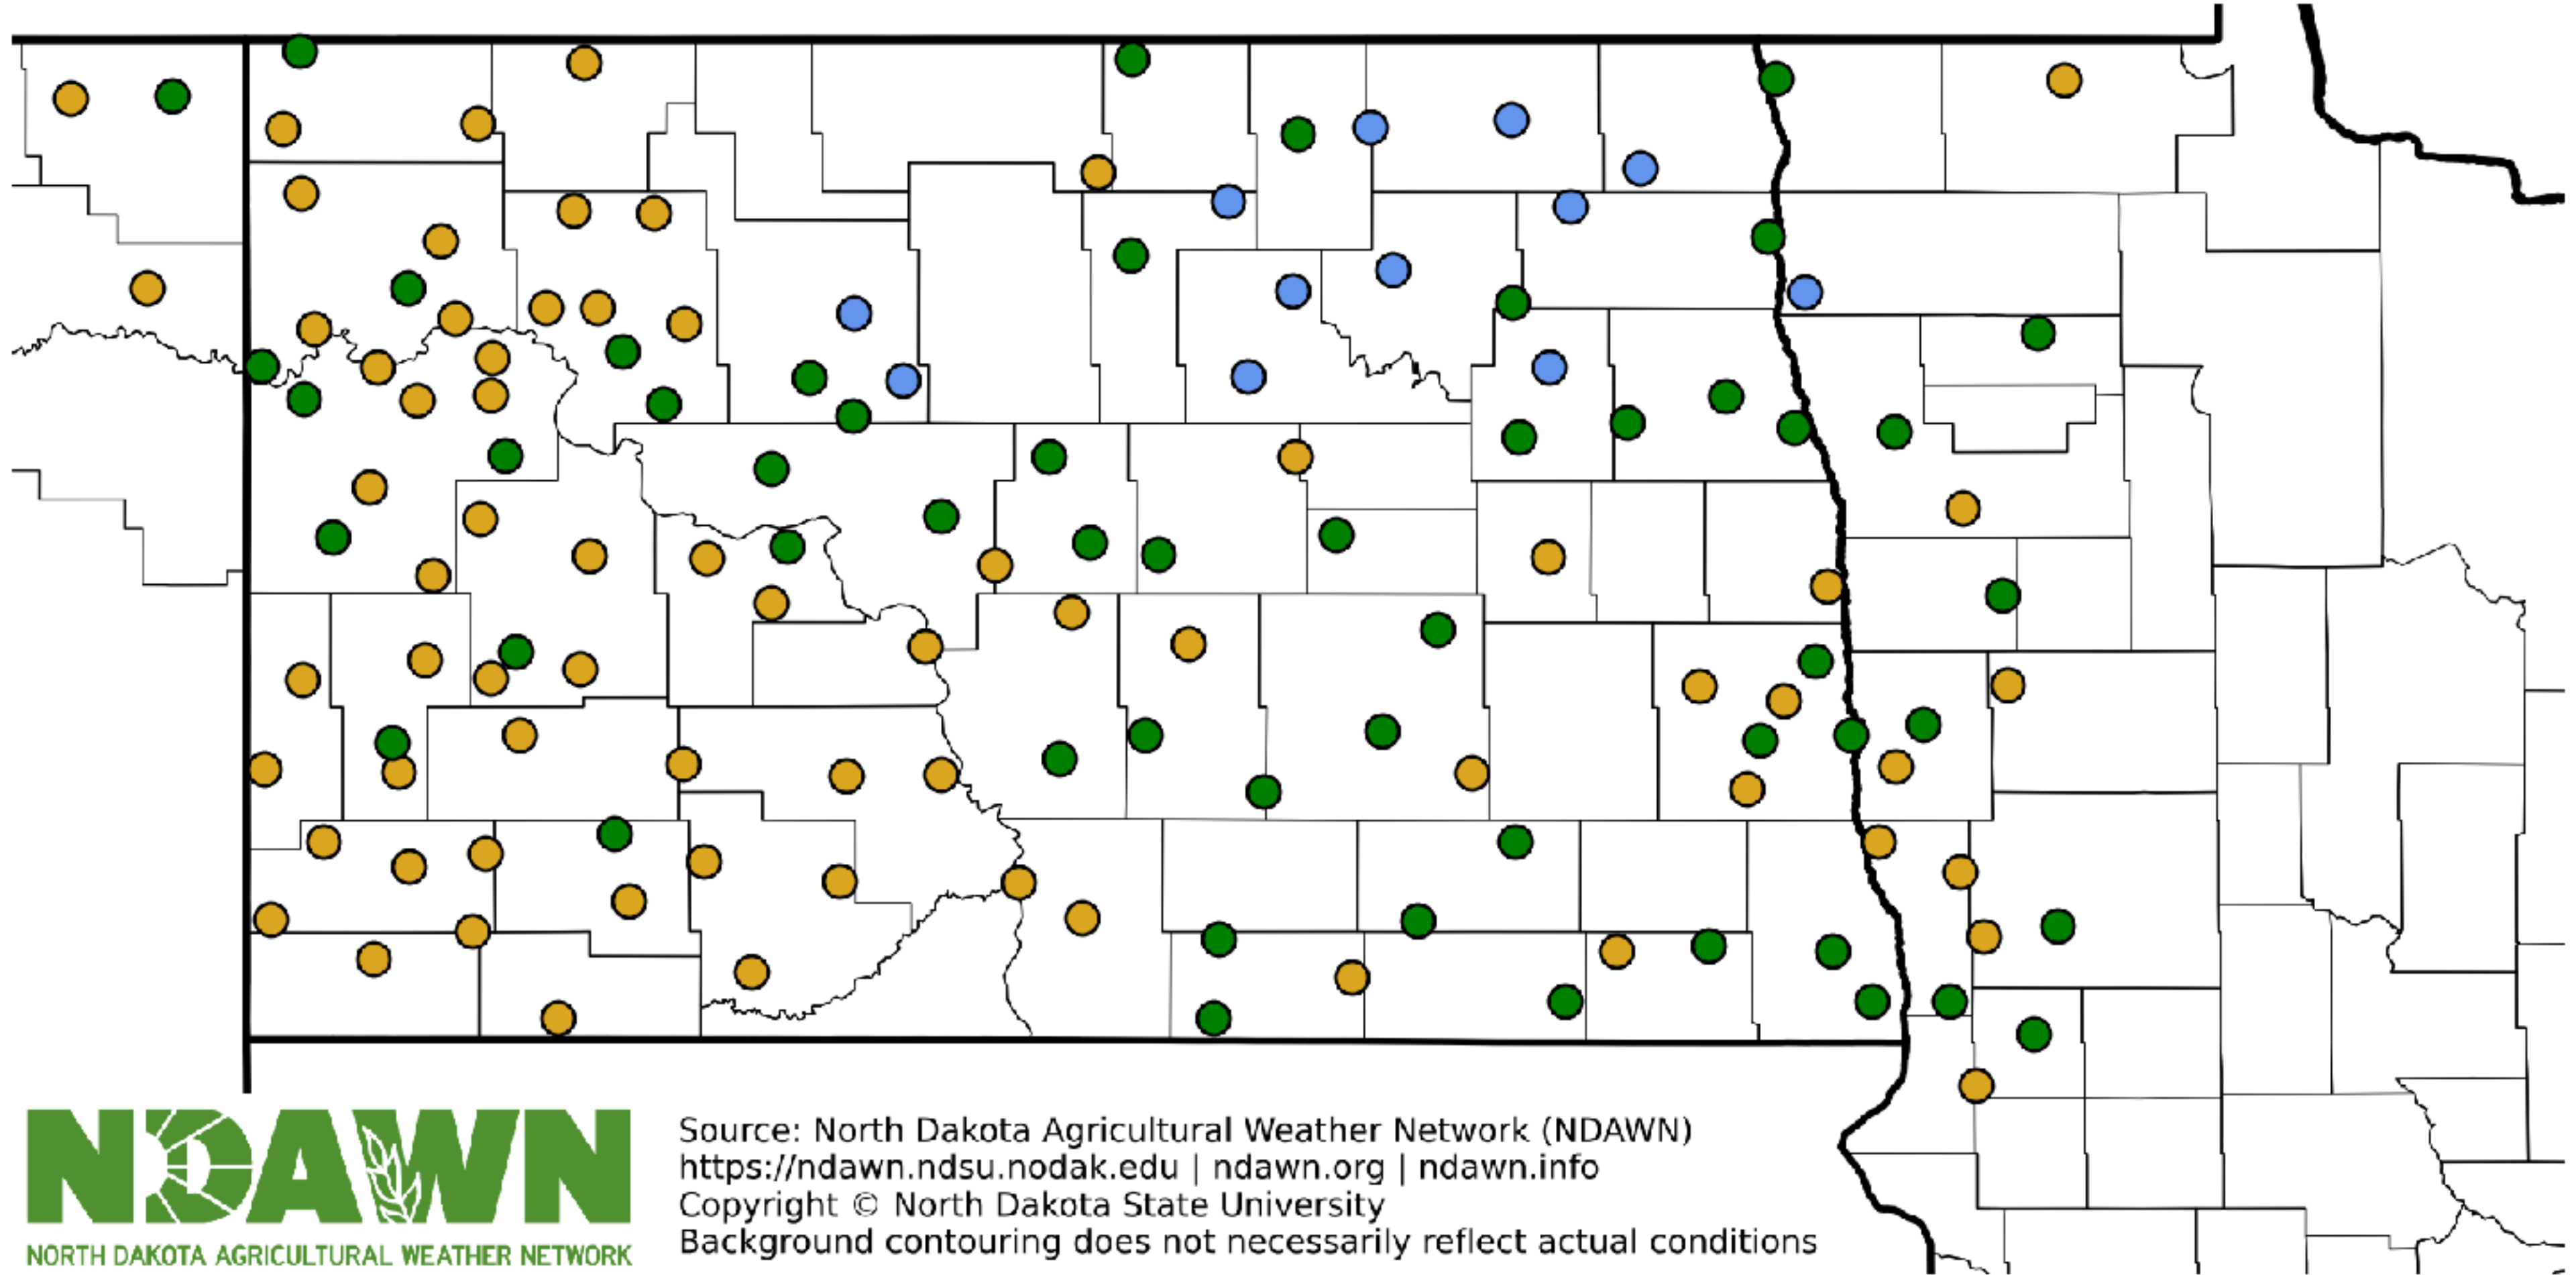 NDAWN
NORTH DAKOTA AGRICULTURAL WEATHER NETWORK
Source: North Dakota Agricultural Weather Network (NDAWN)
https://ndawn.ndsu.nodak.edu | ndawn.org | ndawn.info
Copyright © North Dakota State University
Background contouring does not necessarily reflect actual conditions